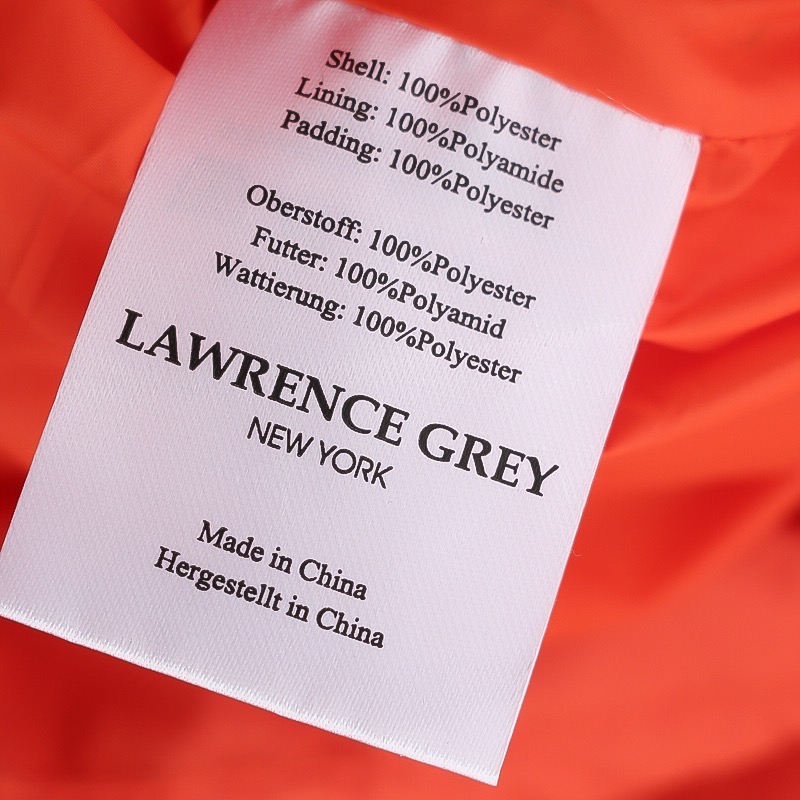 Shell: 100%Polyester
Lining: 100%Polyamide
Padding: 100%Polyester
Oberstoff: 100%Polyester
Futter: 100%Polyamid
Wattierung: 100%Polyester
LAWRENCE GREY
NEW YORK
Made in China
Hergestellt in China